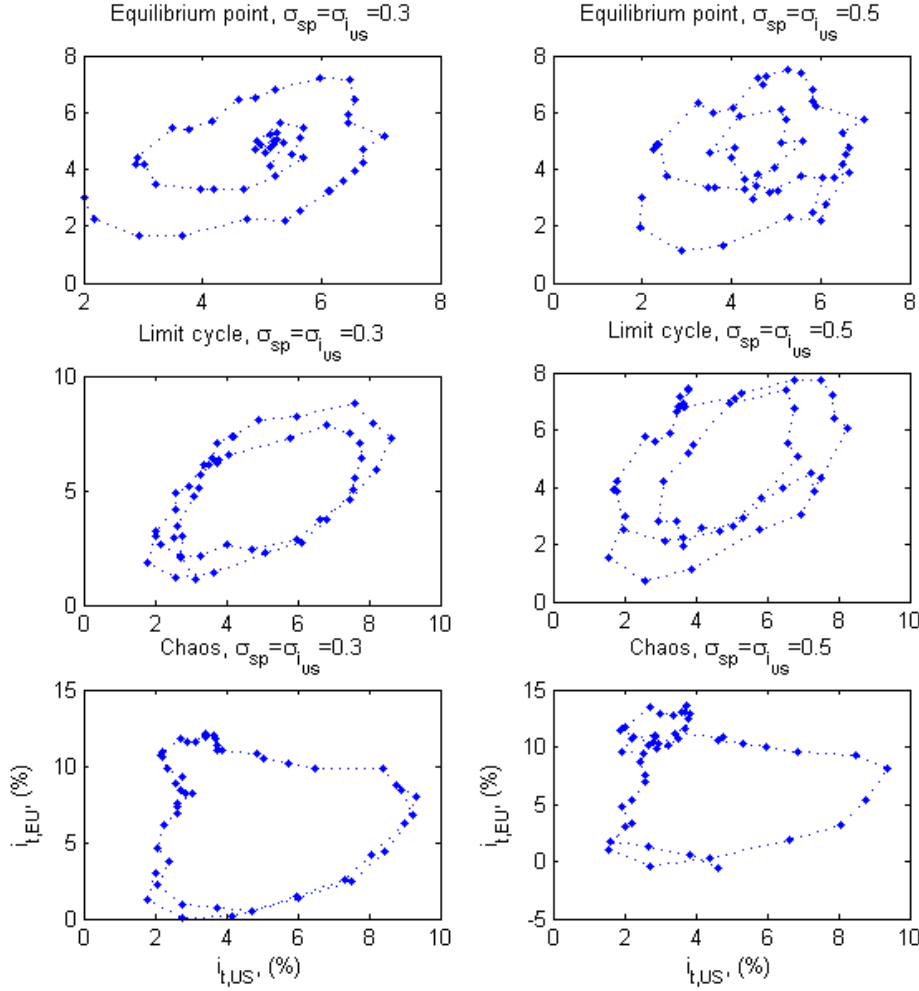 Equilibrium point, σsp=σius=0.3
8
6
4
2
0
2 4 6 8
Equilibrium point, σsp=σius=0.5
8
6
4
2
0
0 2 4 6 8
Limit cycle, σsp=σius=0.3
10
5
0
0 2 4 6 8 10
Limit cycle, σsp=σius=0.5
8
6
4
2
0
0 2 4 6 8 10
Chaos, σsp=σius=0.3
it,EU, (%)
15
10
5
0
0 2 4 6 8 10
it,US, (%)
Chaos, σsp=σius=0.5
it,EU, (%)
15
10
5
0
-5
0 2 4 6 8 10
it,US, (%)